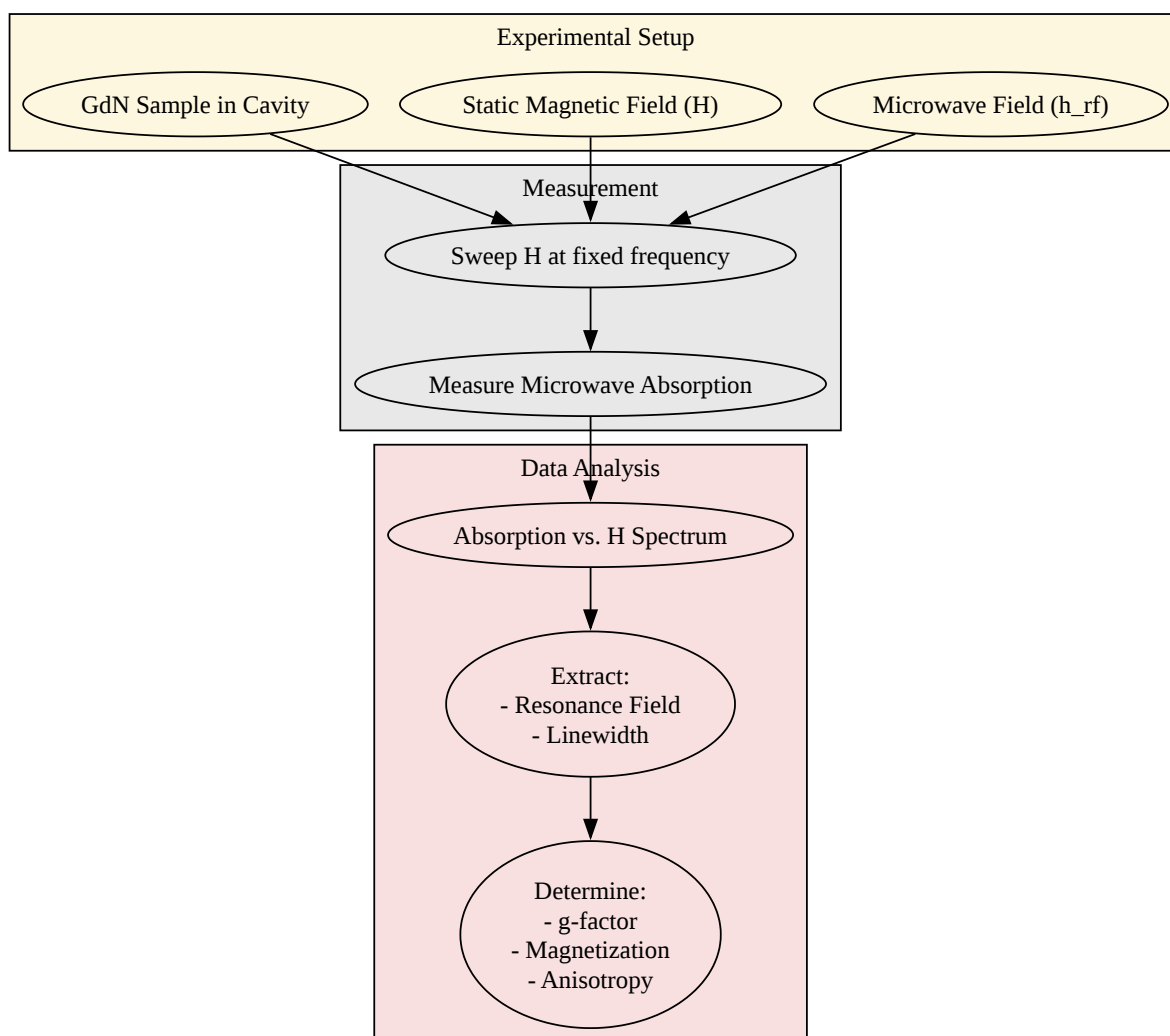 Experimental Setup
GdN Sample in Cavity
Static Magnetic Field (H)
Microwave Field (h_rf)
Measurement
Sweep H at fixed frequency
Measure Microwave Absorption
Data Analysis
Absorption vs. H Spectrum
Extract:
- Resonance Field
- Linewidth
Determine:
- g-factor
- Magnetization
- Anisotropy